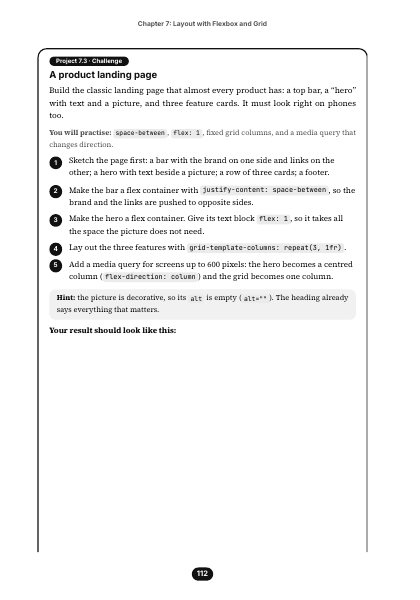 Chapter 7: Layout with Flexbox and Grid
Project 7.3 · Challenge
A product landing page
Build the classic landing page that almost every product has: a top bar, a “hero”
with text and a picture, and three feature cards. It must look right on phones
too.
You will practise: space-between, flex: 1, fixed grid columns, and a media query that
changes direction.
1 Sketch the page first: a bar with the brand on one side and links on the
other; a hero with text beside a picture; a row of three cards; a footer.
2 Make the bar a flex container with justify-content: space-between, so the
brand and the links are pushed to opposite sides.
3 Make the hero a flex container. Give its text block flex: 1, so it takes all
the space the picture does not need.
4 Lay out the three features with grid-template-columns: repeat(3, 1fr).
5 Add a media query for screens up to 600 pixels: the hero becomes a centred
column (flex-direction: column) and the grid becomes one column.
Hint: the picture is decorative, so its alt is empty (alt=""). The heading already
says everything that matters.
Your result should look like this:
112